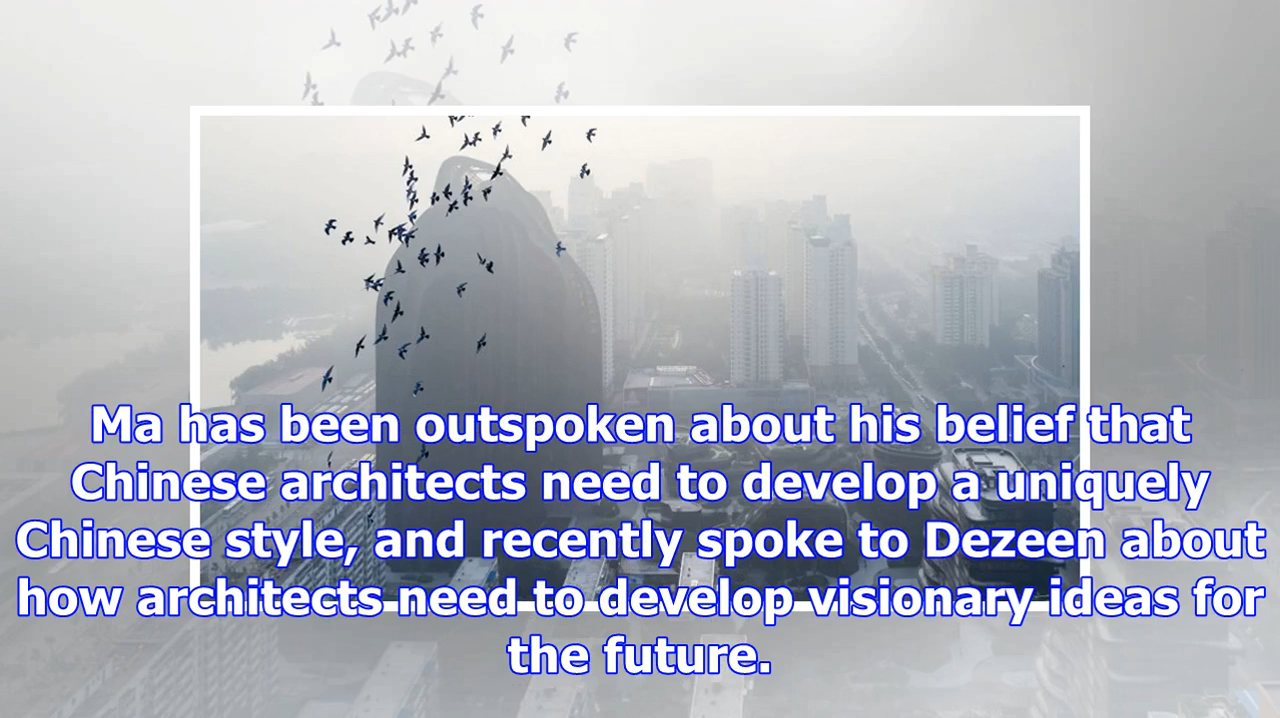 Ma has been outspoken about his belief that
Chinese architects need to develop a uniquely
Chinese style, and recently spoke to Dezeen about
how architects need to develop visionary ideas for
the future.